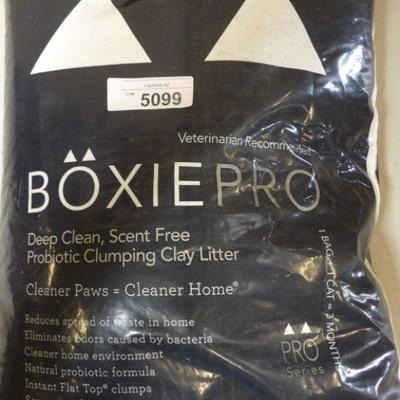 5099
Veterinarian Recommended
BÖXIEPRO
Deep Clean, Scent Free
Probiotic Clumping Clay Litter
Cleaner Paws = Cleaner Home®
1 BAG = 1 CAT = 3 MONTHS
Reduces spread of waste in home
Eliminates odors caused by bacteria
Cleaner home environment
Natural probiotic formula
Instant Flat Top® clumps
PRO
Series